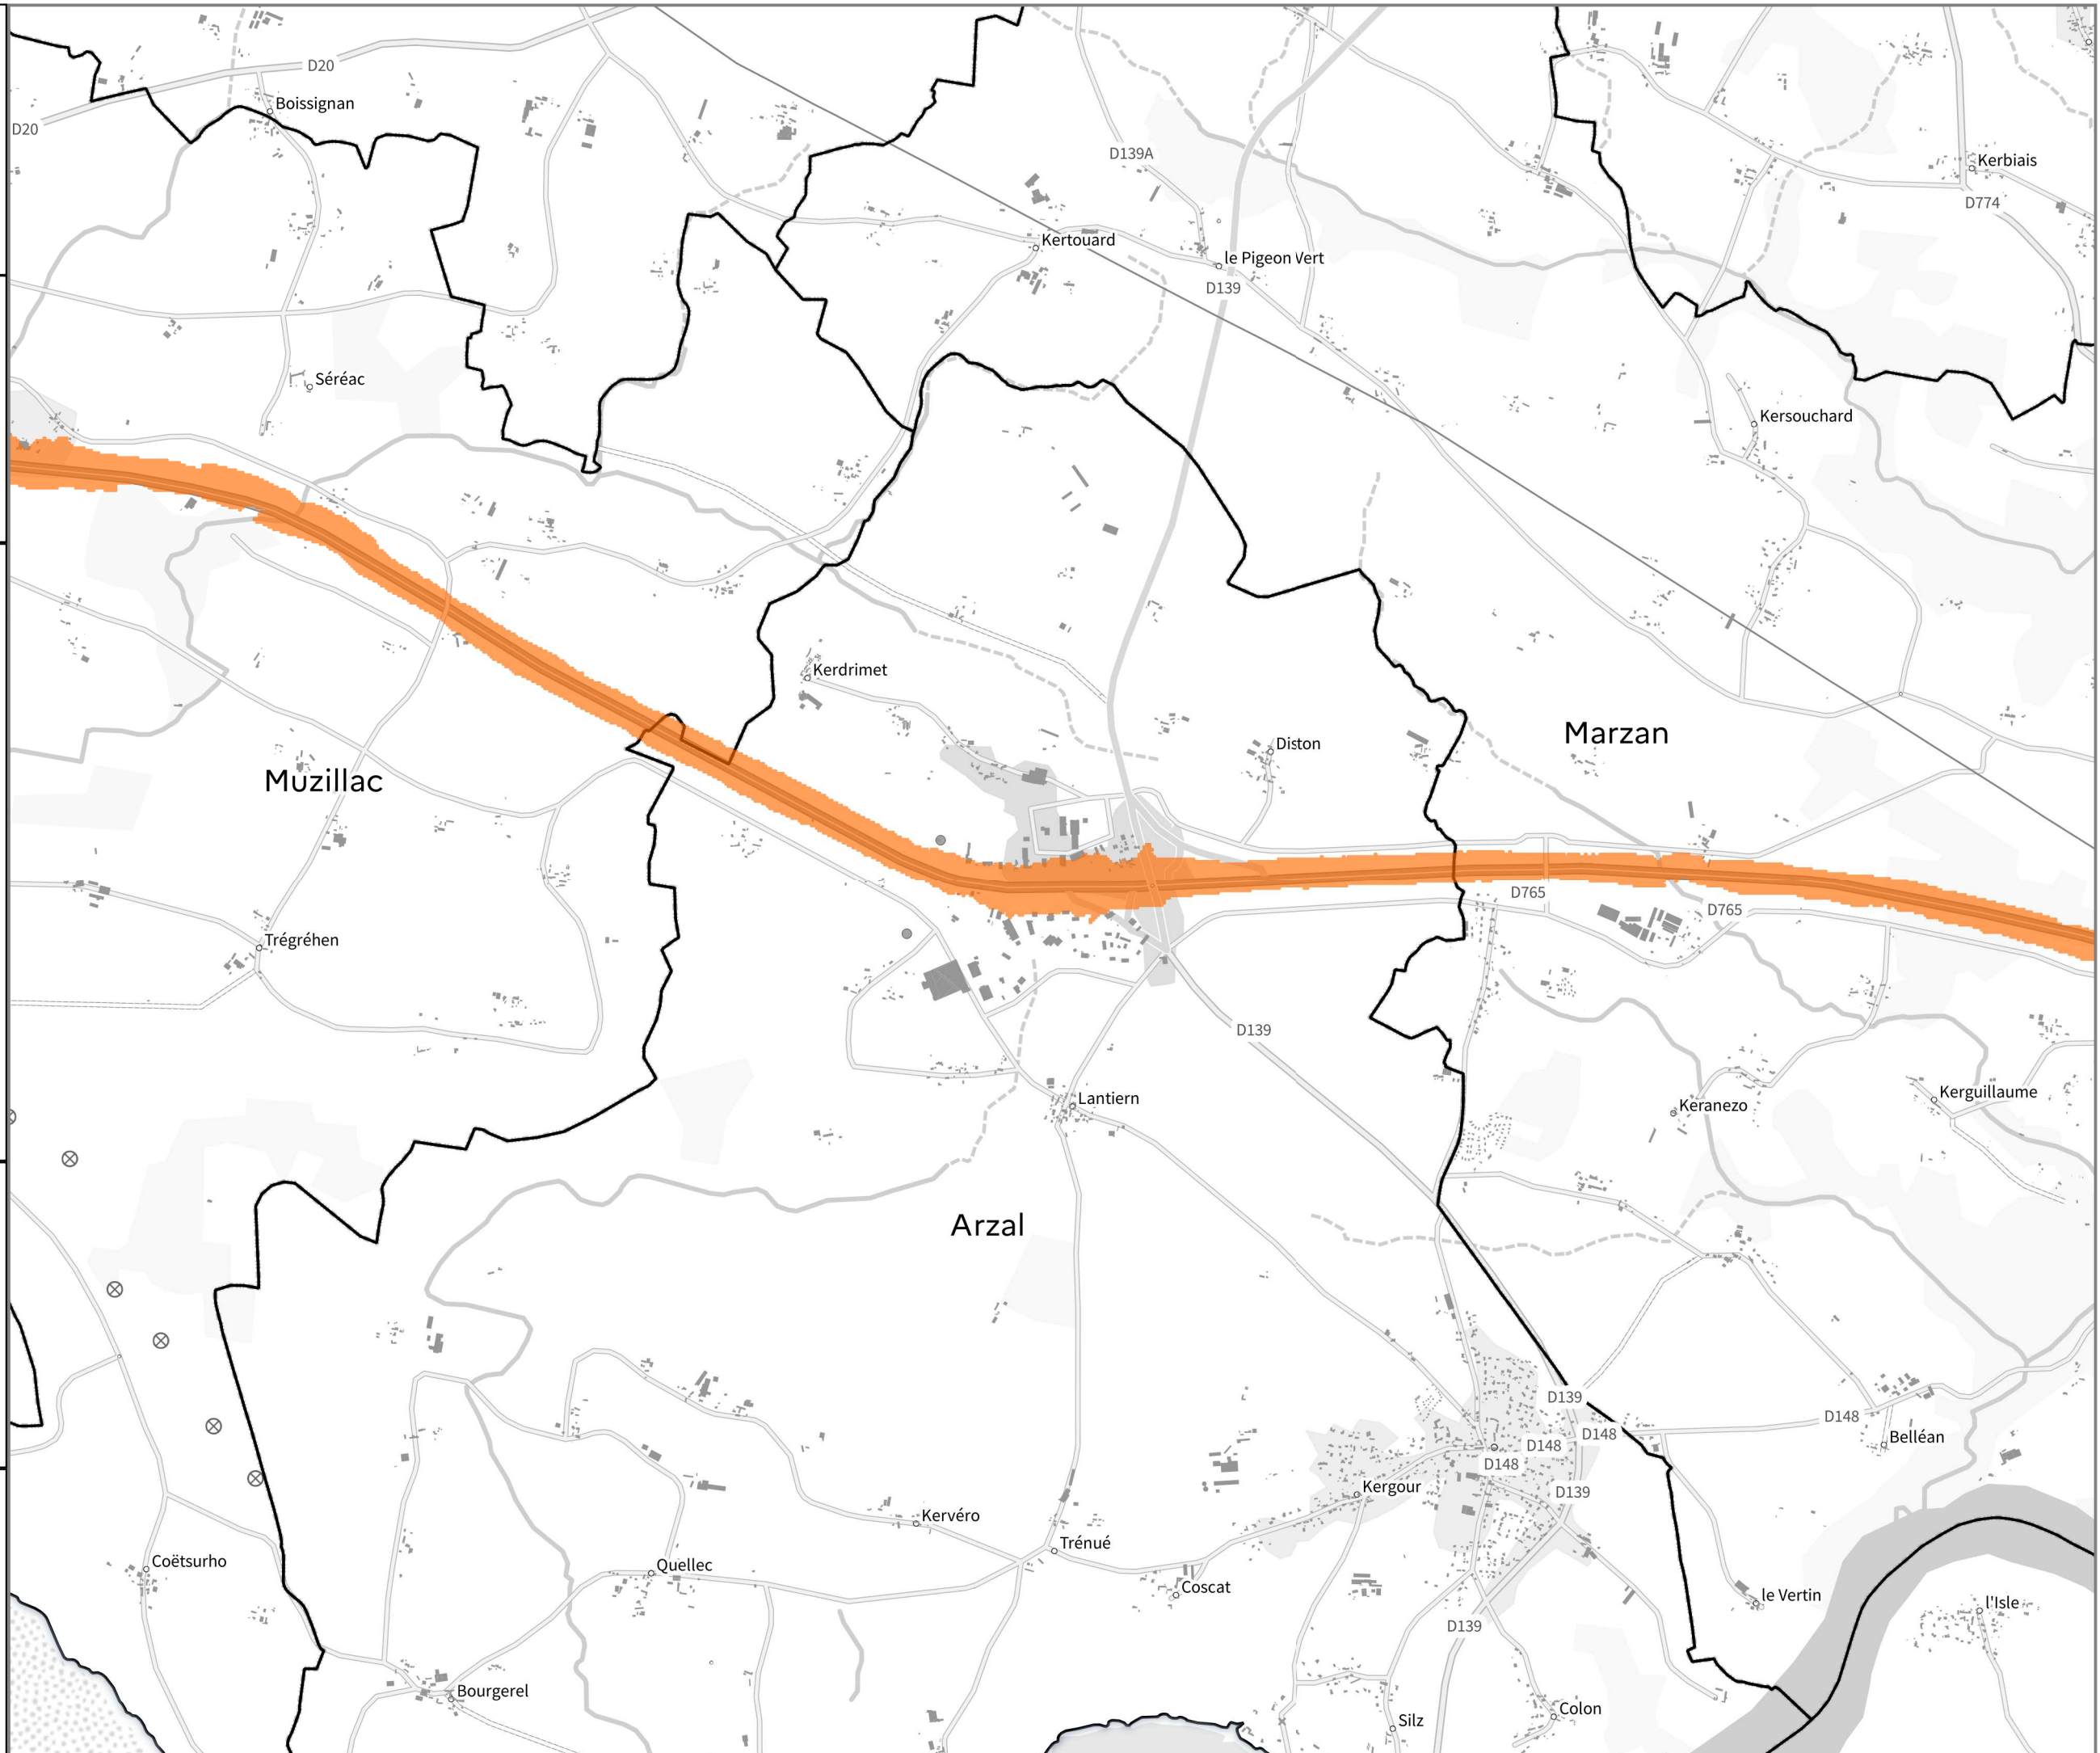 D20
Boissignan
D20
D139A
Kerbiais
D774
Kertouard
le Pigeon Vert
D139
Séréac
Kersouchard
Kerdrimet
Diston
Marzan
Muzillac
D765
D765
Trégréhen
D139
Lantiern
Keranezo
Kerguillaume
Arzal
D139
D148
D148
D148
Belléan
D148
Kergour
D139
Kervéro
Trénué
Coëtsurho
Quellec
Coscat
le Vertin
l'Isle
D139
Bourgerel
Silz
Colon